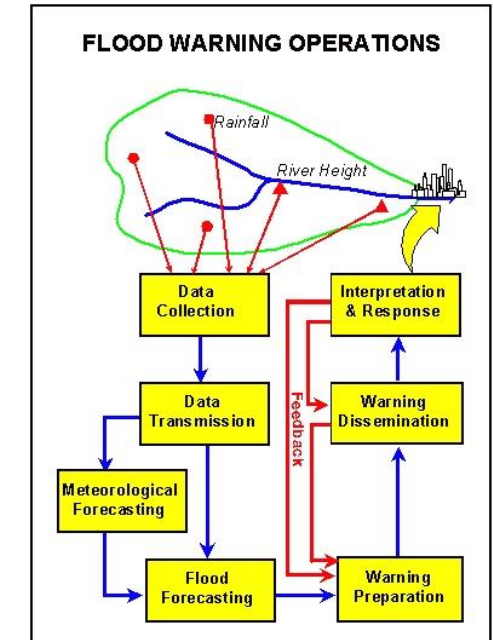 FLOOD WARNING OPERATIONS
Rainfall
River Height
Data
Collection
Interpretation
& Response
Data
Transmission
Feedback
Warning
Dissemination
Meteorological
Forecasting
Flood
Forecasting
Warning
Preparation